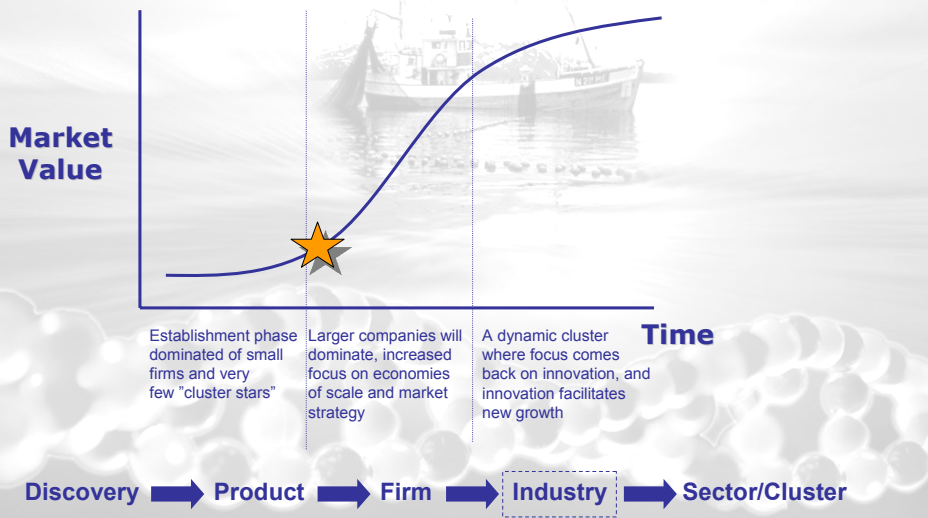 Market
Value
Time
Establishment phase
dominated of small
firms and very
few ”cluster stars”
Larger companies will
dominate, increased
focus on economies
of scale and market
strategy
A dynamic cluster
where focus comes
back on innovation, and
innovation facilitates
new growth
Discovery
Product
Firm
Industry
Sector/Cluster